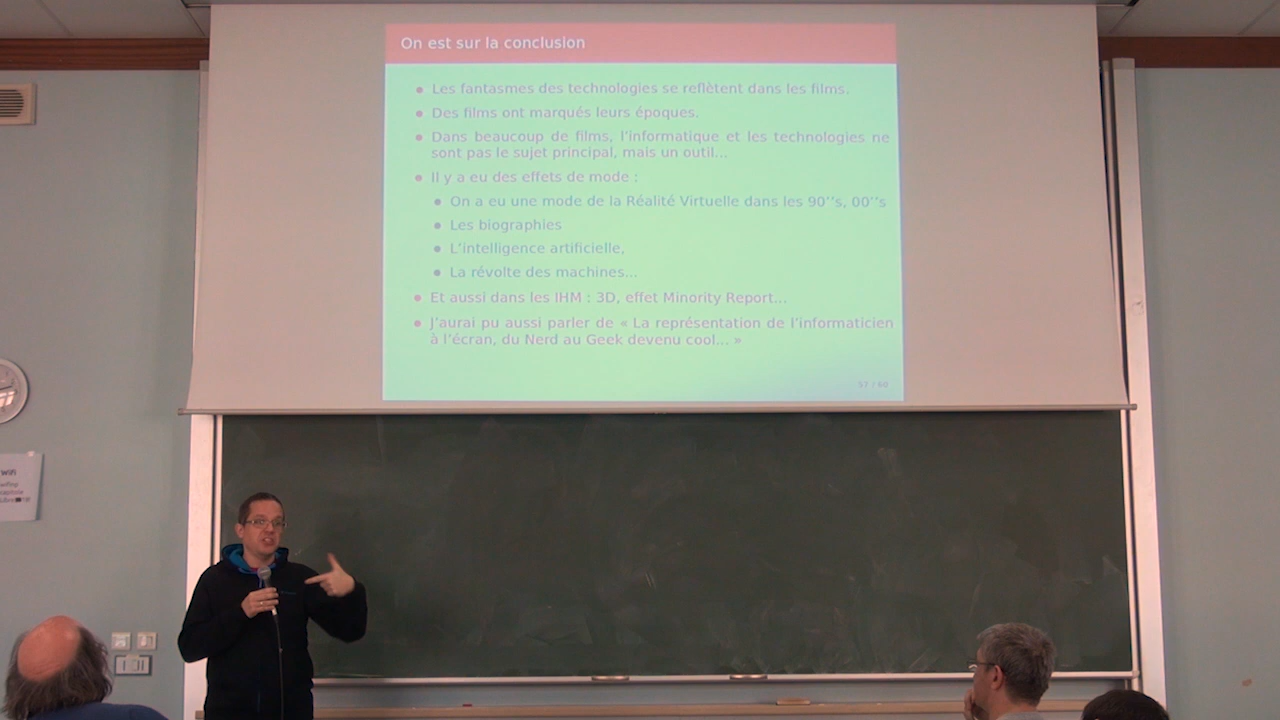 On est sur la conclusion
Les fantasmes des technologies se reflètent dans les films.
Des films ont marqués leurs époques.
Dans beaucoup de films, l'informatique et les technologies ne
sont pas le sujet principal, mais un outil...
Il y a eu des effets de mode :
On a eu une mode de la Réalité Virtuelle dans les 90''s, 00''s
Les biographies
L'intelligence artificielle,
La révolte des machines...
Et aussi dans les IHM : 3D, effet Minority Report...
J'aurai pu aussi parler de « La représentation de l'informaticien
à l'écran, du Nerd au Geek devenu cool... »
57 / 60